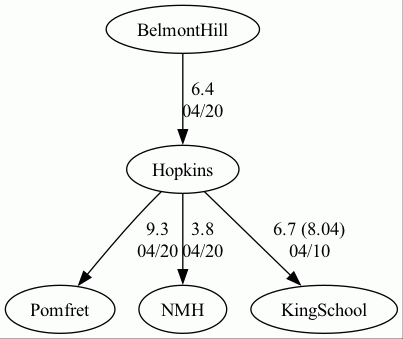 BelmontHill
6.4
04/20
Hopkins
9.3
04/20
3.8
04/20
6.7 (8.04)
04/10
Pomfret
NMH
KingSchool